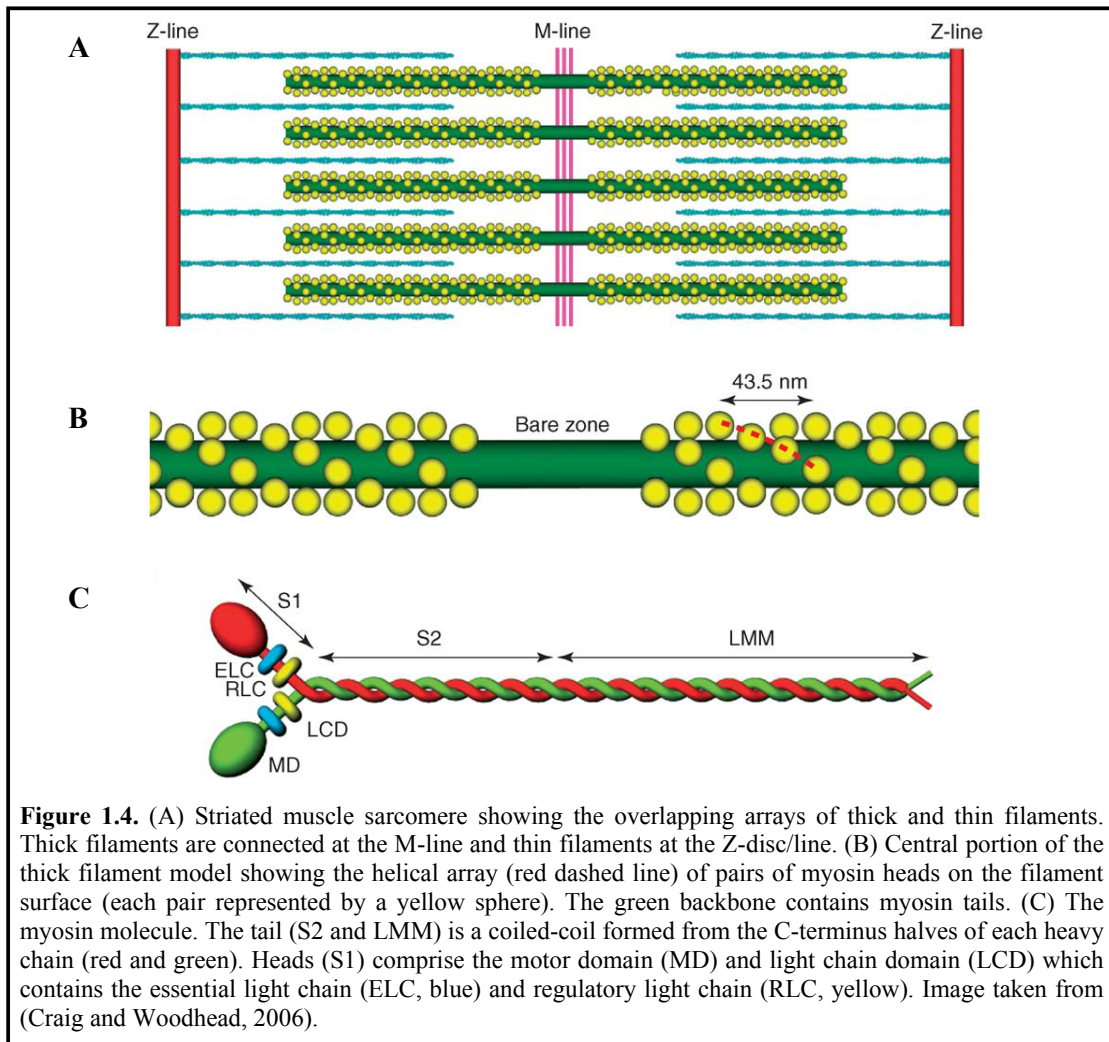 A
Z-line M-line Z-line
B
43.5 nm
Bare zone
C
S1
S2 LMM
ELC
RLC
LCD
MD
Figure 1.4. (A) Striated muscle sarcomere showing the overlapping arrays of thick and thin filaments.
Thick filaments are connected at the M-line and thin filaments at the Z-disc/line. (B) Central portion of the
thick filament model showing the helical array (red dashed line) of pairs of myosin heads on the filament
surface (each pair represented by a yellow sphere). The green backbone contains myosin tails. (C) The
myosin molecule. The tail (S2 and LMM) is a coiled-coil formed from the C-terminus halves of each heavy
chain (red and green). Heads (S1) comprise the motor domain (MD) and light chain domain (LCD) which
contains the essential light chain (ELC, blue) and regulatory light chain (RLC, yellow). Image taken from
(Craig and Woodhead, 2006).